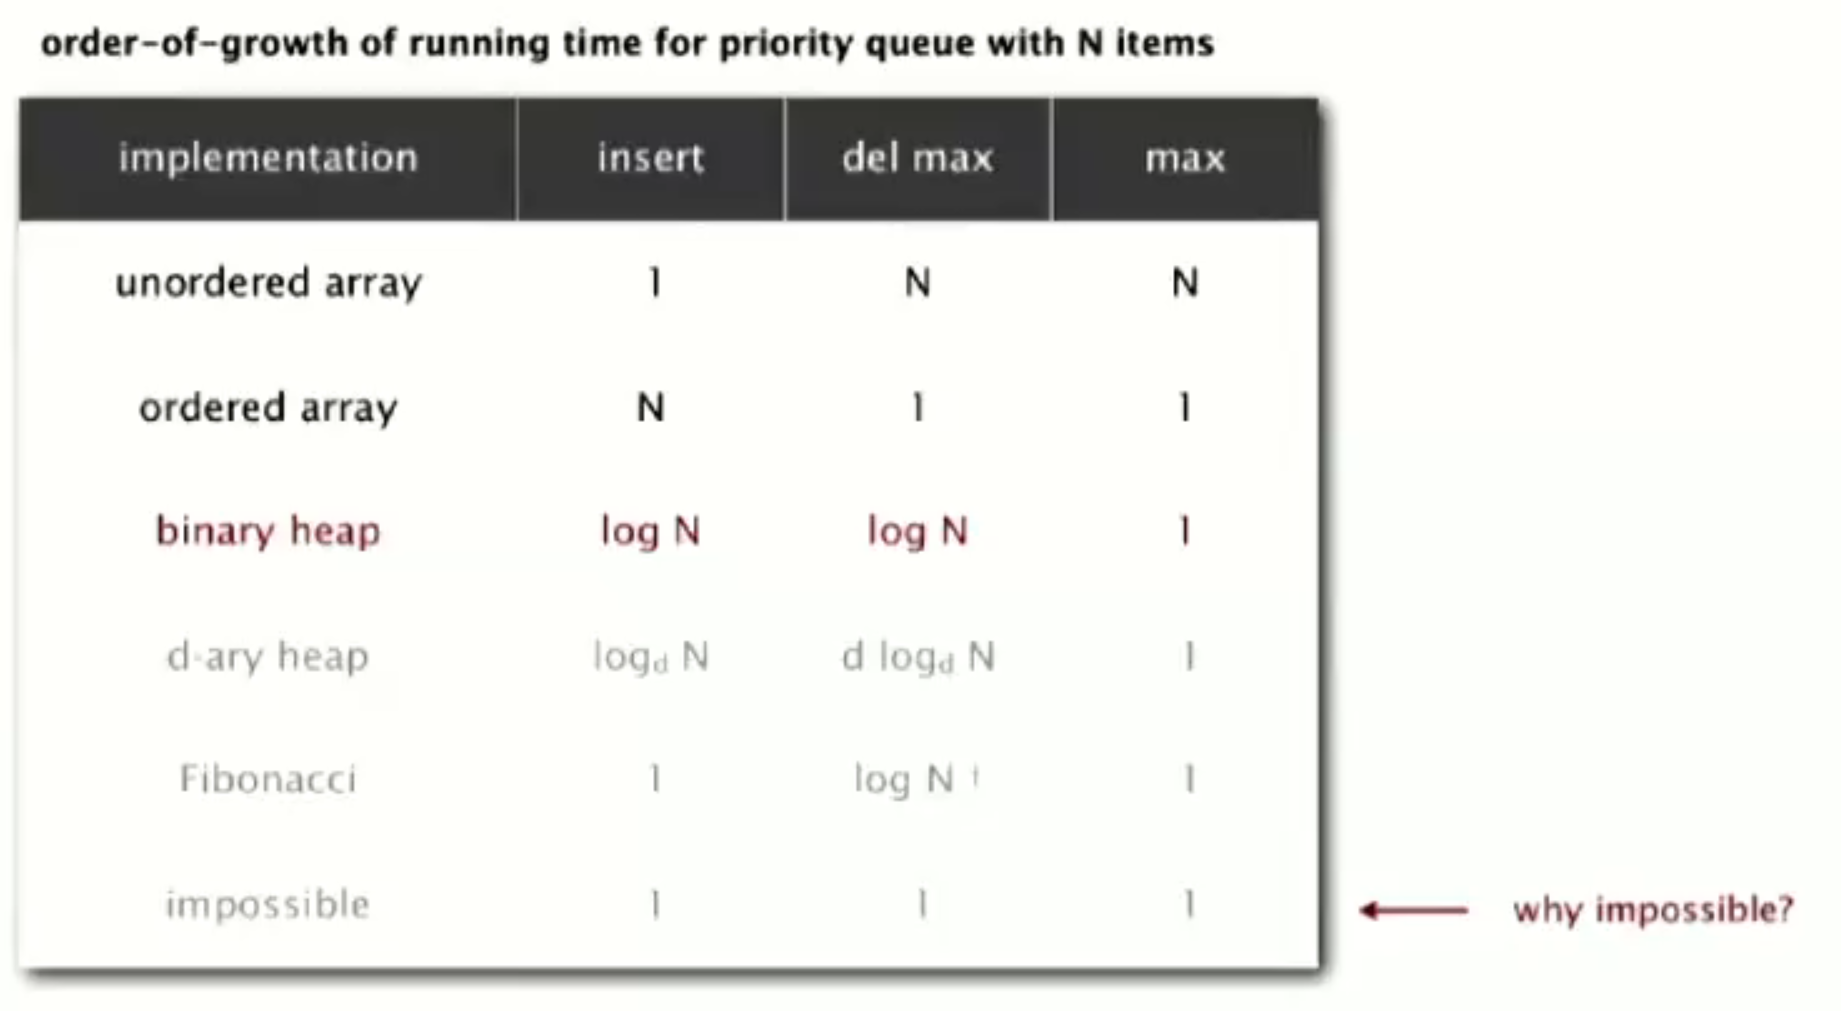 order-of-growth of running time for priority queue with N items
implementation insert del max max
unordered array 1 N N
ordered array N 1 1
binary heap log N log N 1
d-ary heap logd N d logd N 1
Fibonacci 1 log N † 1
impossible 1 1 1
why impossible?